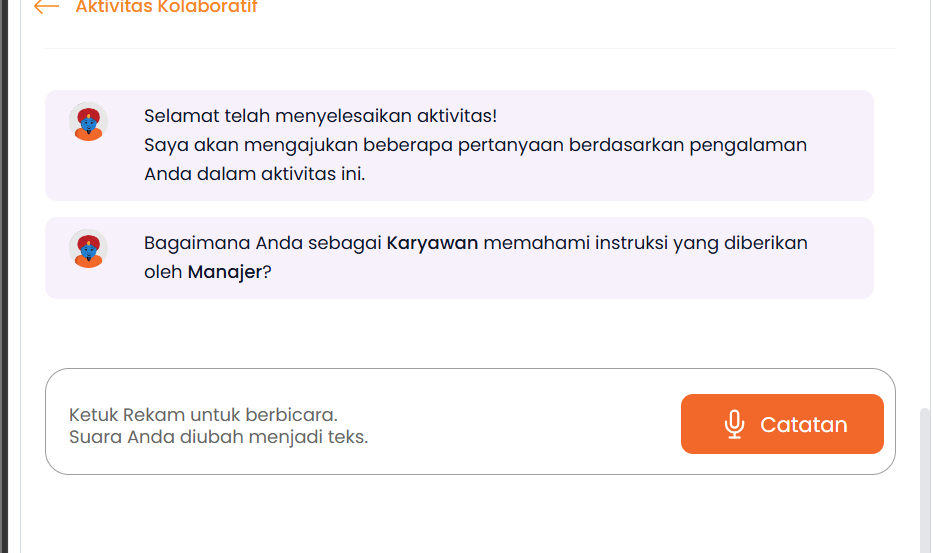 Aktivitas Kolaboratif
Selamat telah menyelesaikan aktivitas!
Saya akan mengajukan beberapa pertanyaan berdasarkan pengalaman
Anda dalam aktivitas ini.
Bagaimana Anda sebagai Karyawan memahami instruksi yang diberikan
oleh Manajer?
Ketuk Rekam untuk berbicara.
Suara Anda diubah menjadi teks.
Catatan